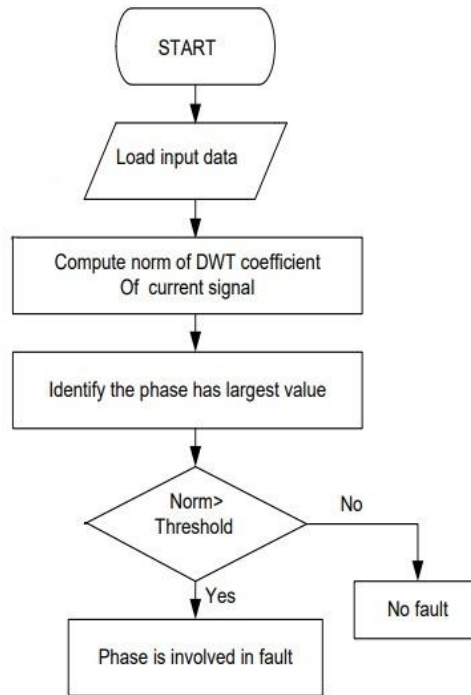 START
Load input data
Compute norm of DWT coefficient
Of current signal
Identify the phase has largest value
Norm>
Threshold
No
Yes
No fault
Phase is involved in fault